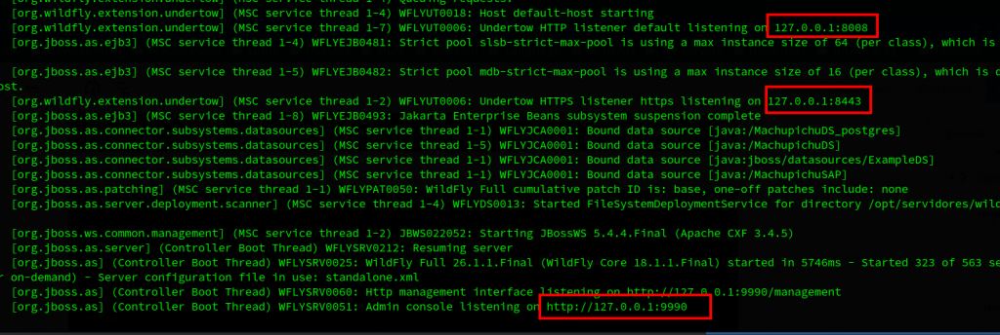 [org.wildfly.extension.undertow] (MSC service thread 1-4) WFLYUT0018: Host default-host starting
[org.wildfly.extension.undertow] (MSC service thread 1-7) WFLYUT0006: Undertow HTTP listener default listening on 127.0.0.1:8008
[org.jboss.as.ejb3] (MSC service thread 1-4) WFLYEJB0481: Strict pool slsb-strict-max-pool is using a max instance size of 64 (per class), which is
[org.jboss.as.ejb3] (MSC service thread 1-5) WFLYEJB0482: Strict pool mdb-strict-max-pool is using a max instance size of 16 (per class), which is
ost.
[org.wildfly.extension.undertow] (MSC service thread 1-2) WFLYUT0006: Undertow HTTPS listener https listening on 127.0.0.1:8443
[org.jboss.as.ejb3] (MSC service thread 1-8) WFLYEJB0493: Jakarta Enterprise Beans subsystem suspension complete
[org.jboss.as.connector.subsystems.datasources] (MSC service thread 1-1) WFLYJCA0001: Bound data source [java:/MachupichuDS_postgres]
[org.jboss.as.connector.subsystems.datasources] (MSC service thread 1-5) WFLYJCA0001: Bound data source [java:/MachupichuDS]
[org.jboss.as.connector.subsystems.datasources] (MSC service thread 1-1) WFLYJCA0001: Bound data source [java:jboss/datasources/ExampleDS]
[org.jboss.as.connector.subsystems.datasources] (MSC service thread 1-1) WFLYJCA0001: Bound data source [java:/MachupichuSAP]
[org.jboss.as.patching] (MSC service thread 1-1) WFLYPAT0050: WildFly Full cumulative patch ID is: base, one-off patches include: none
[org.jboss.as.server.deployment.scanner] (MSC service thread 1-4) WFLYDS0013: Started FileSystemDeploymentService for directory /opt/servidores/wild
[org.jboss.ws.common.management] (MSC service thread 1-2) JBWS022052: Starting JBossWS 5.4.4.Final (Apache CXF 3.4.5)
[org.jboss.as.server] (Controller Boot Thread) WFLYSRV0212: Resuming server
[org.jboss.as] (Controller Boot Thread) WFLYSRV0025: WildFly Full 26.1.1.Final (WildFly Core 18.1.1.Final) started in 5746ms - Started 323 of 563 se
r on-demand) - Server configuration file in use: standalone.xml
[org.jboss.as] (Controller Boot Thread) WFLYSRV0060: Http management interface listening on http://127.0.0.1:9990/management
[org.jboss.as] (Controller Boot Thread) WFLYSRV0051: Admin console listening on http://127.0.0.1:9990